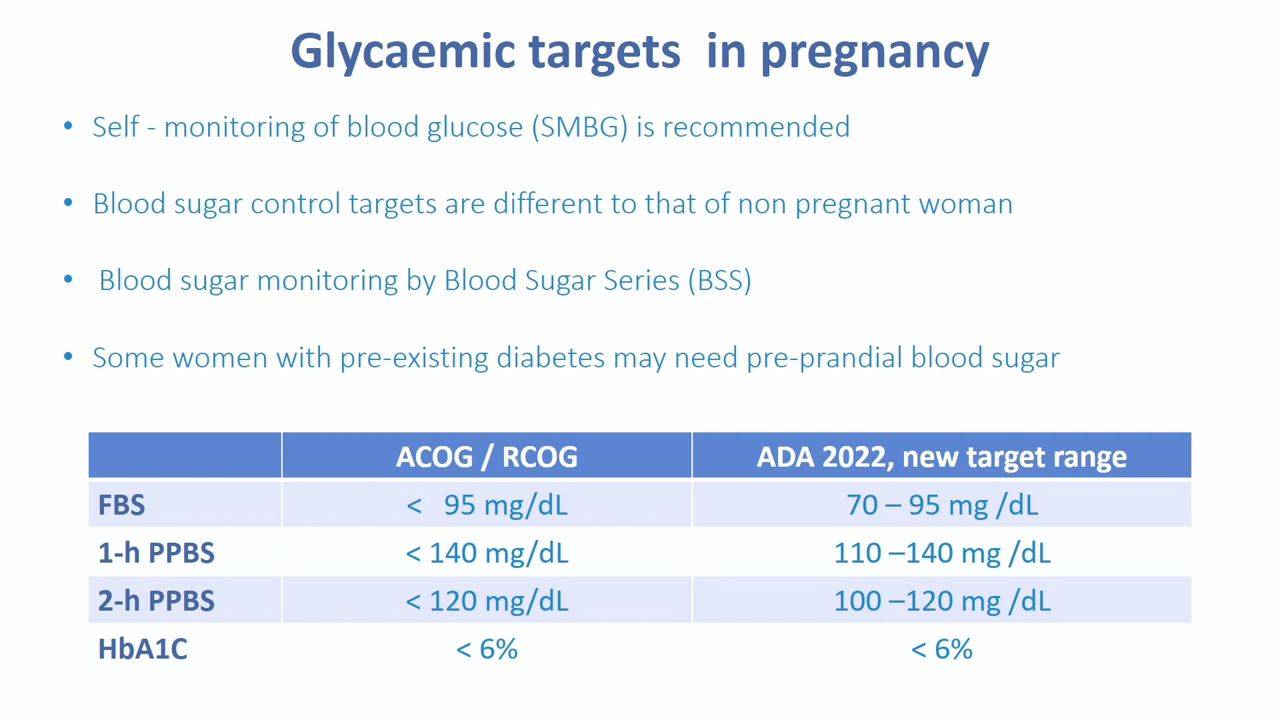 Glycaemic targets in pregnancy
• Self - monitoring of blood glucose (SMBG) is recommended
• Blood sugar control targets are different to that of non pregnant woman
• Blood sugar monitoring by Blood Sugar Series (BSS)
• Some women with pre-existing diabetes may need pre-prandial blood sugar
ACOG / RCOG ADA 2022, new target range
FBS < 95 mg/dL 70 – 95 mg /dL
1-h PPBS < 140 mg/dL 110 –140 mg /dL
2-h PPBS < 120 mg/dL 100 –120 mg /dL
HbA1C < 6% < 6%